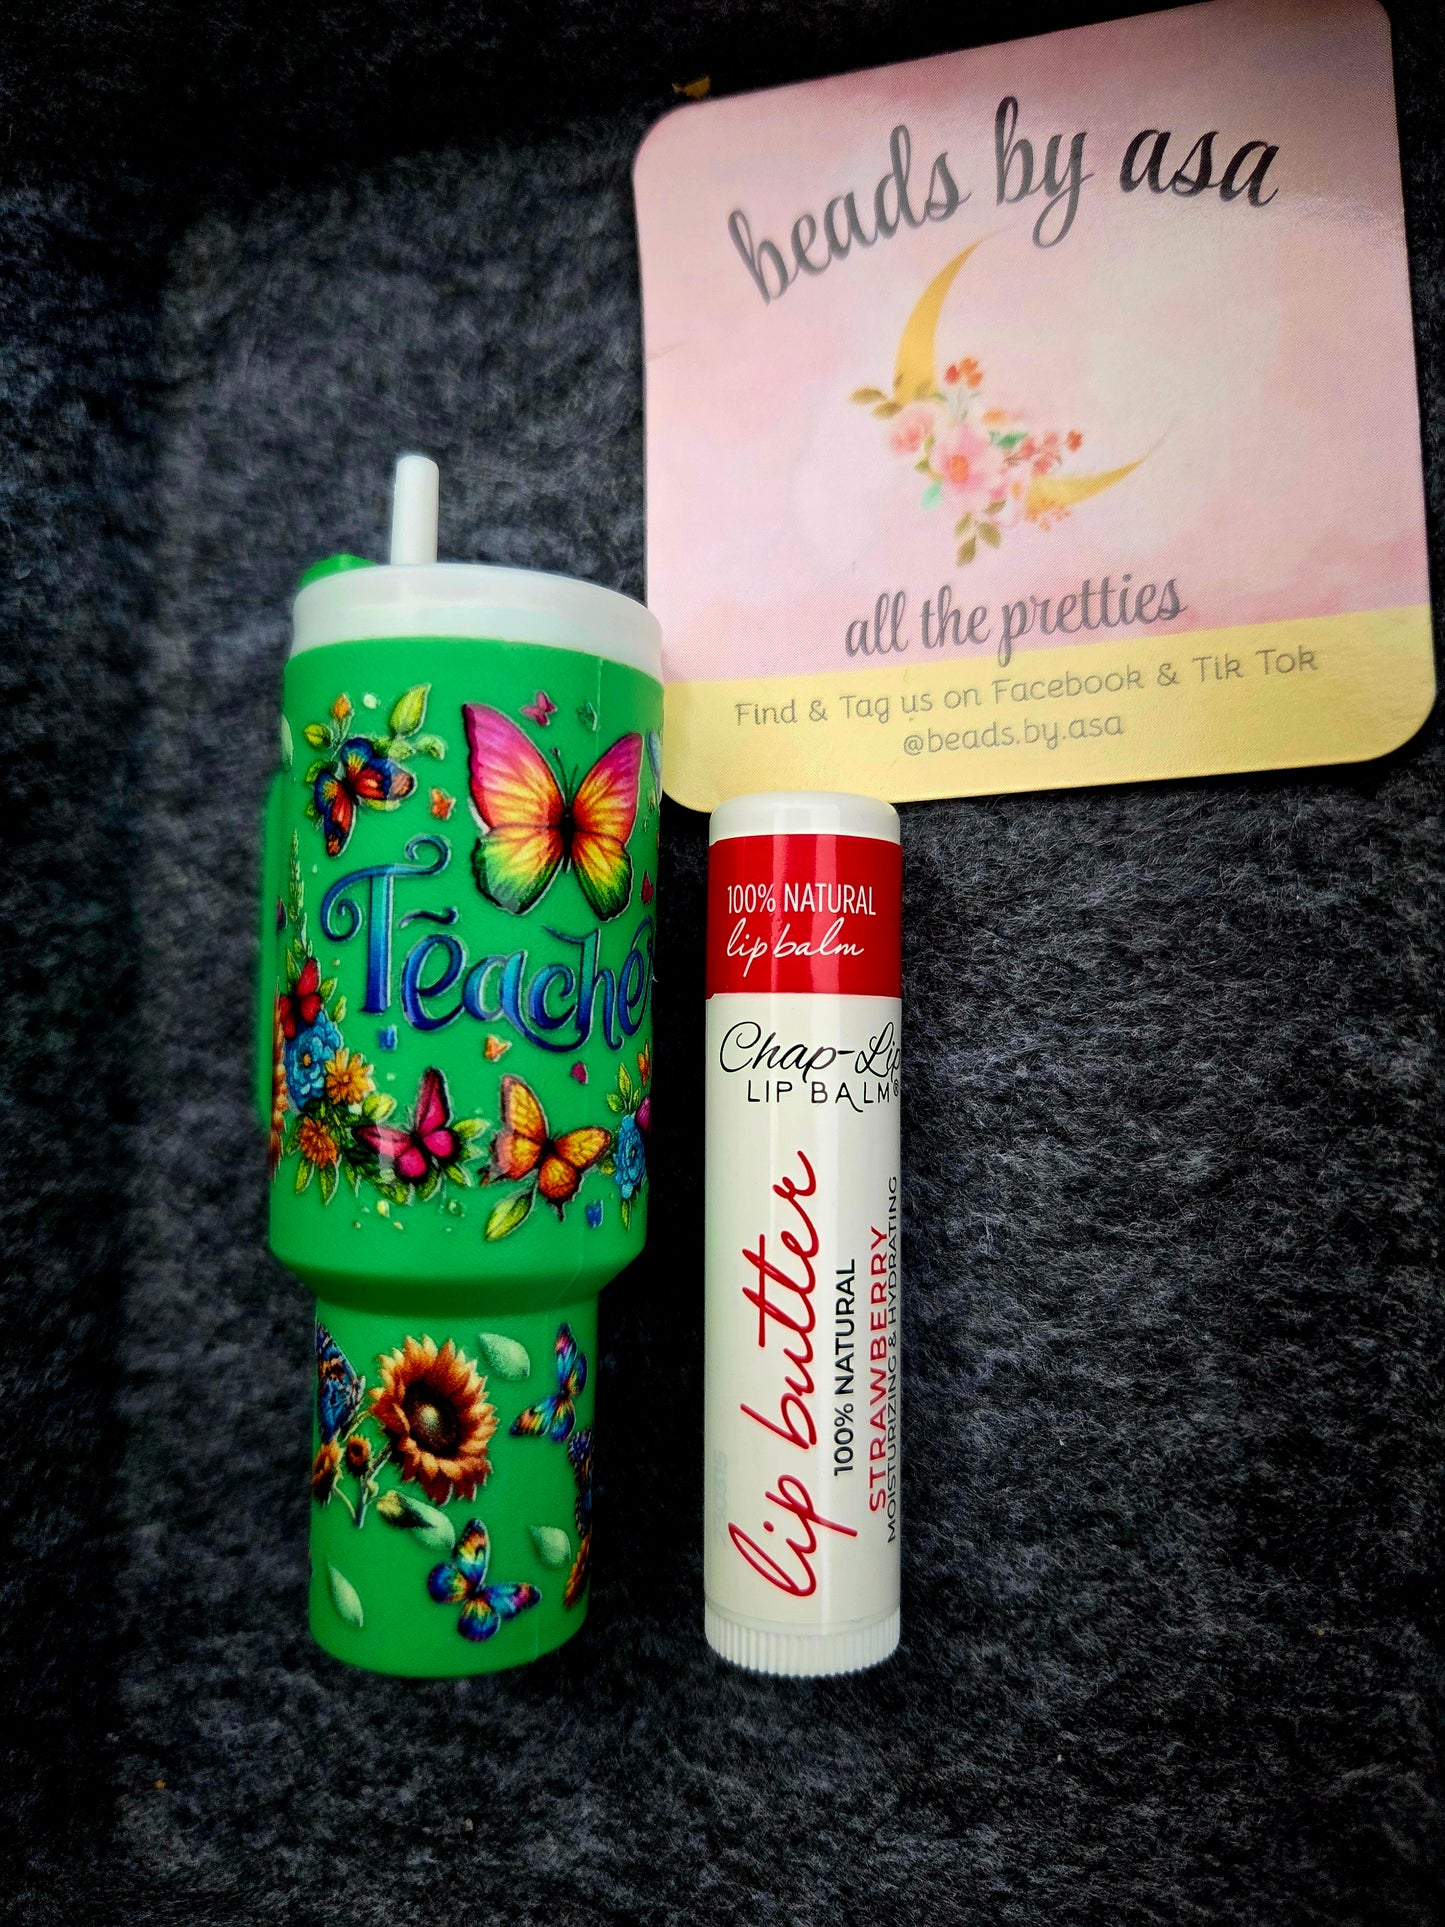 beads by asa
all the pretties
Find & Tag us on Facebook & Tik Tok
@beads.by.asa
Teacher
100% NATURAL
lip balm
Chap-Lip
LIP BALM®
lip butter
100% NATURAL
STRAWBERRY
MOISTURIZING & HYDRATING